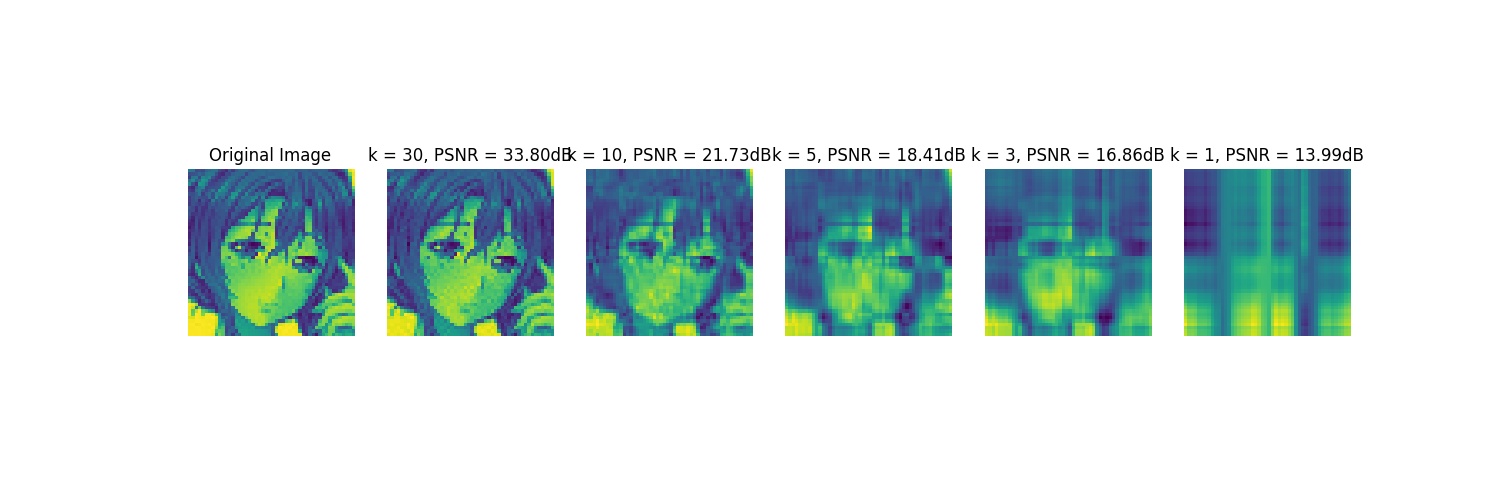 Original Image
k = 30, PSNR = 33.80dB
k = 10, PSNR = 21.73dB
k = 5, PSNR = 18.41dB
k = 3, PSNR = 16.86dB
k = 1, PSNR = 13.99dB